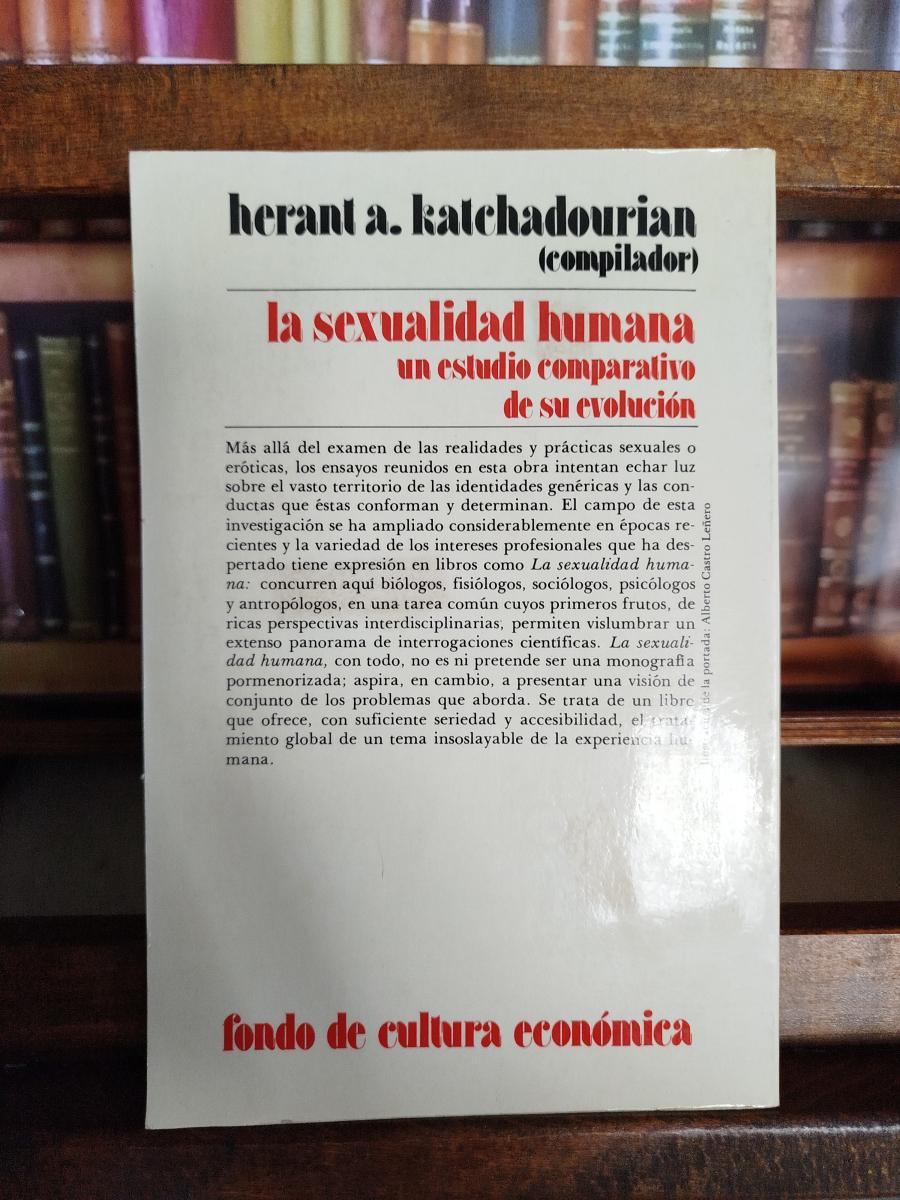 herant a. katchadourian
(compilador)
la sexualidad humana
un estudio comparativo
de su evolución
Más allá del examen de las realidades y prácticas sexuales o
eróticas, los ensayos reunidos en esta obra intentan echar luz
sobre el vasto territorio de las identidades genéricas y las con-
ductas que éstas conforman y determinan. El campo de esta
investigación se ha ampliado considerablemente en épocas re-
cientes y la variedad de los intereses profesionales que ha des-
pertado tiene expresión en libros como La sexualidad huma-
na: concurren aquí biólogos, fisiólogos, sociólogos, psicólogos
y antropólogos, en una tarea común cuyos primeros frutos, de
ricas perspectivas interdisciplinarias, permiten vislumbrar un
extenso panorama de interrogaciones científicas. La sexuali-
dad humana, con todo, no es ni pretende ser una monografía
pormenorizada; aspira, en cambio, a presentar una visión de
conjunto de los problemas que aborda. Se trata de un libro
que ofrece, con suficiente seriedad y accesibilidad, el trata-
miento global de un tema insoslayable de la experiencia hu-
mana.
de la portada: Alberto Castro Leñero
fondo de cultura económica